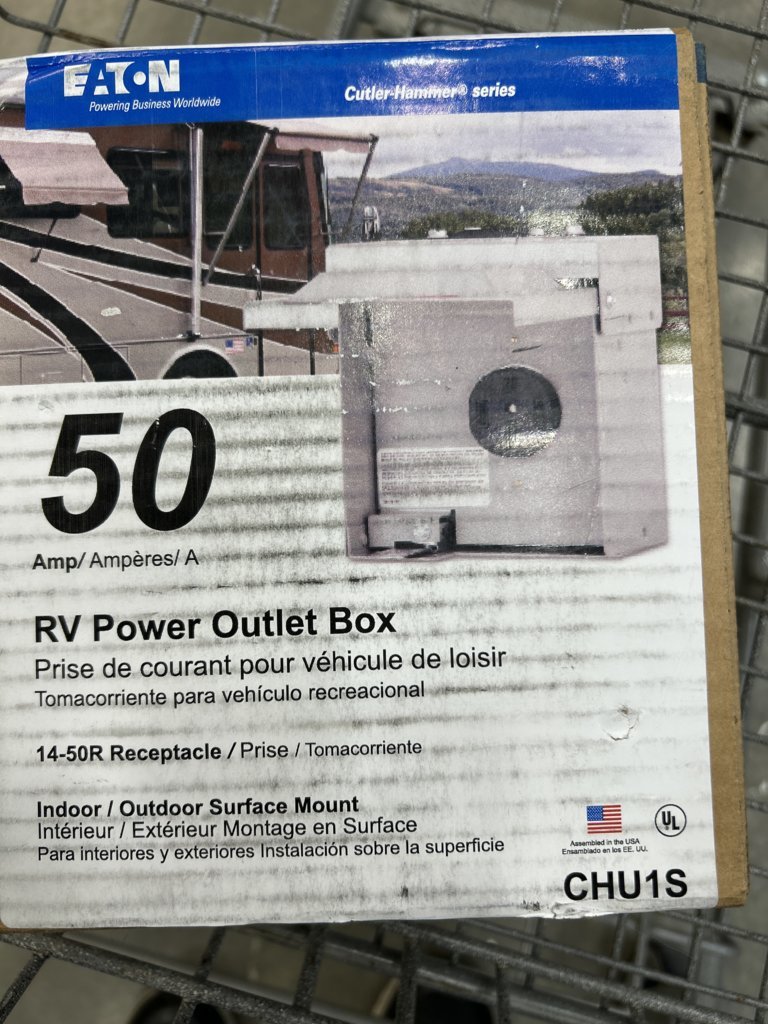 EATON
Powering Business Worldwide
Cutler-Hammer® series
50
Amp/ Ampères/ A
RV Power Outlet Box
Prise de courant pour véhicule de loisir
Tomacorriente para vehículo recreacional
14-50R Receptacle / Prise / Tomacorriente
Indoor / Outdoor Surface Mount
Intérieur / Extérieur Montage en Surface
Para interiores y exteriores Instalación sobre la superficie
UL
Assembled in the USA
Ensamblado en los EE. UU.
CHU1S